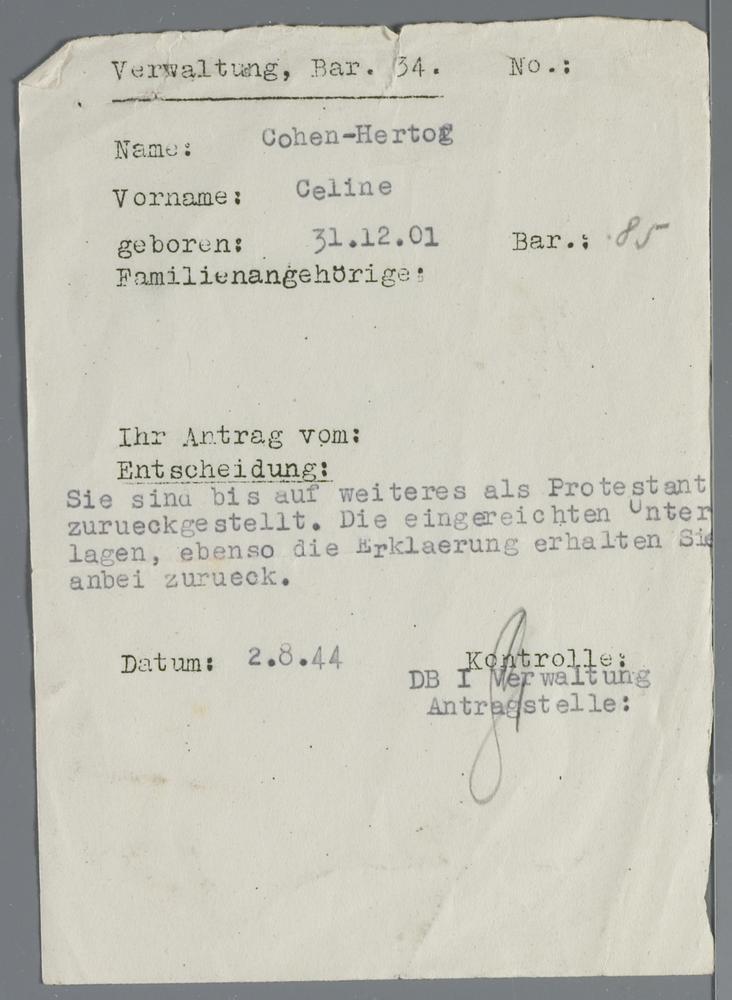 Verwaltung, Bar. 34. No.:
Name: Cohen-Hertog
Vorname: Celine
geboren: 31.12.01 Bar.: 85
Familienangehörige:
Ihr Antrag vom:
Entscheidung:
Sie sind bis auf weiteres als Protestant
zurueckgestellt. Die eingereichten Unter
lagen, ebenso die Erklaerung erhalten Sie
anbei zurueck.
Datum: 2.8.44 Kontrolle:
DB I Verwaltung
Antragstelle: